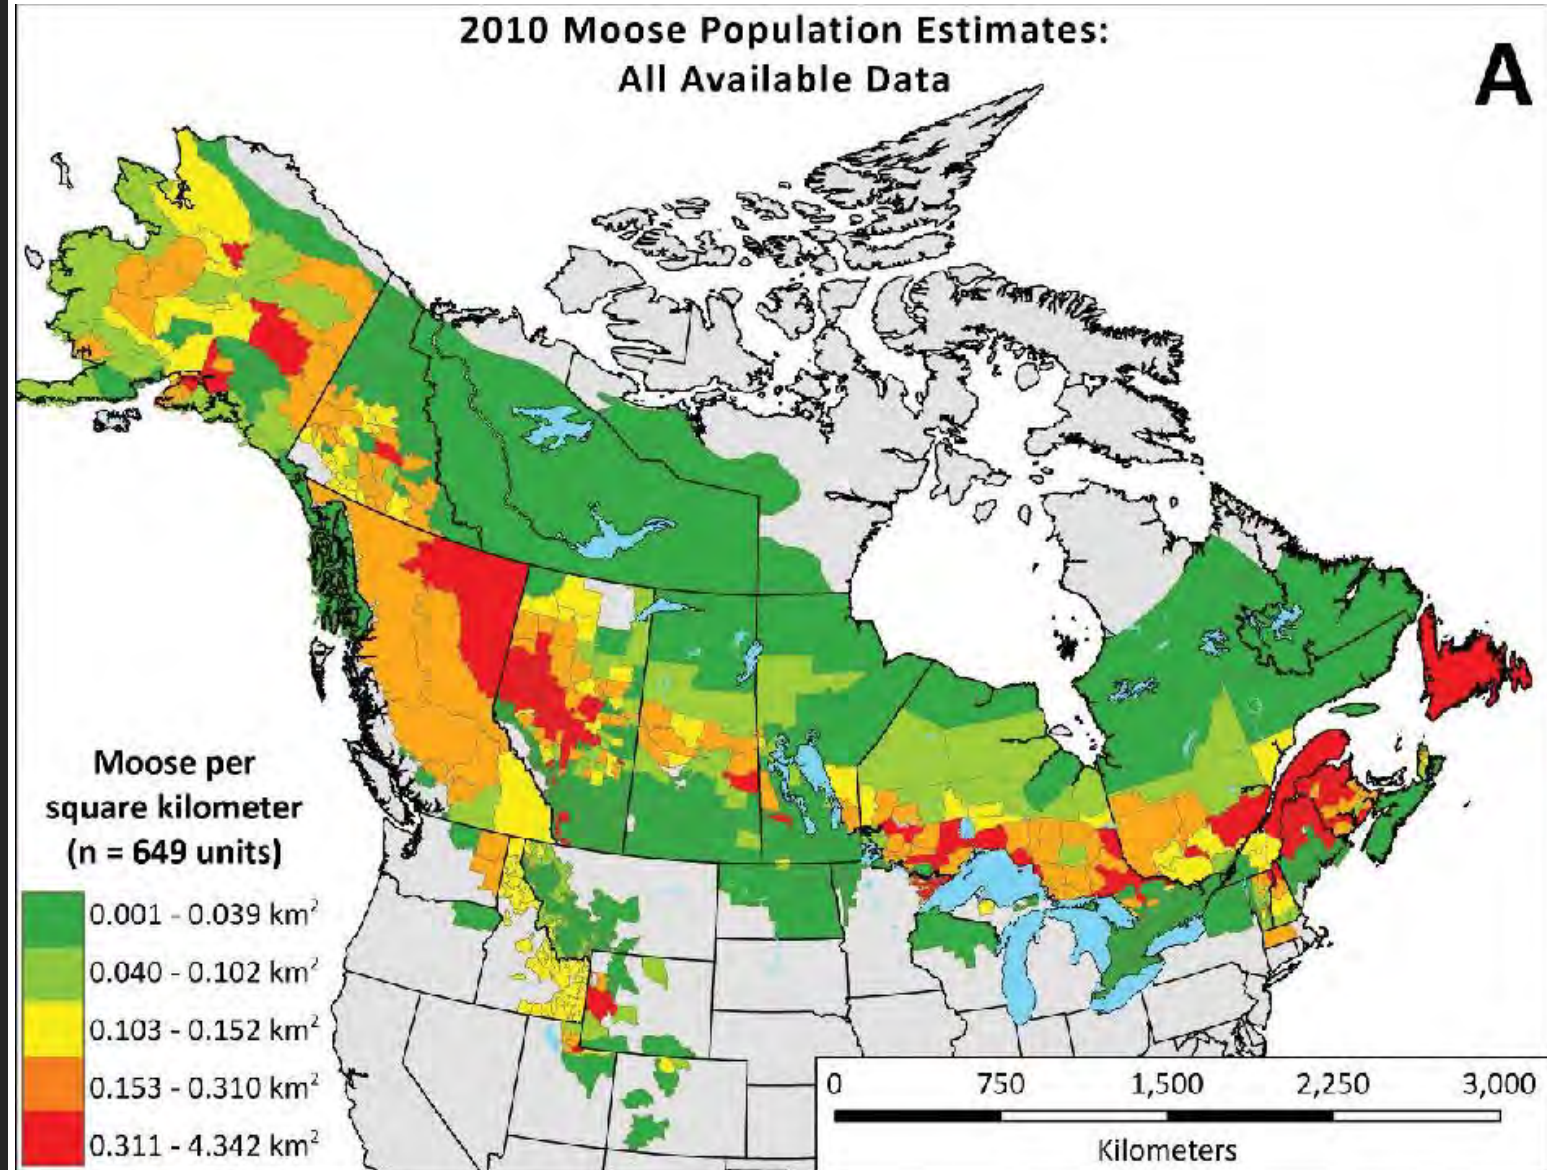 2010 Moose Population Estimates:
All Available Data
A
Moose per
square kilometer
(n = 649 units)
0.001 - 0.039 km²
0.040 - 0.102 km²
0.103 - 0.152 km²
0.153 - 0.310 km²
0.311 - 4.342 km²
0 750 1,500 2,250 3,000
Kilometers